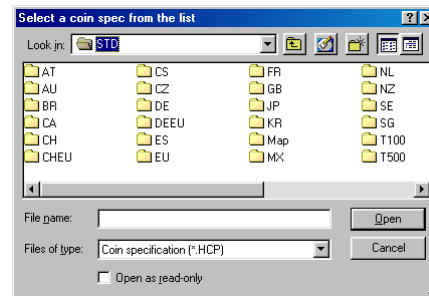 Select a coin spec from the list
Look in: STD
AT CS FR NL
AU CZ GB NZ
BR DE JP SE
CA DEEU KR SG
CH ES Map T100
CHEU EU MX T500
File name: Open
Files of type: Coin specification (*.HCP) Cancel
Open as read-only